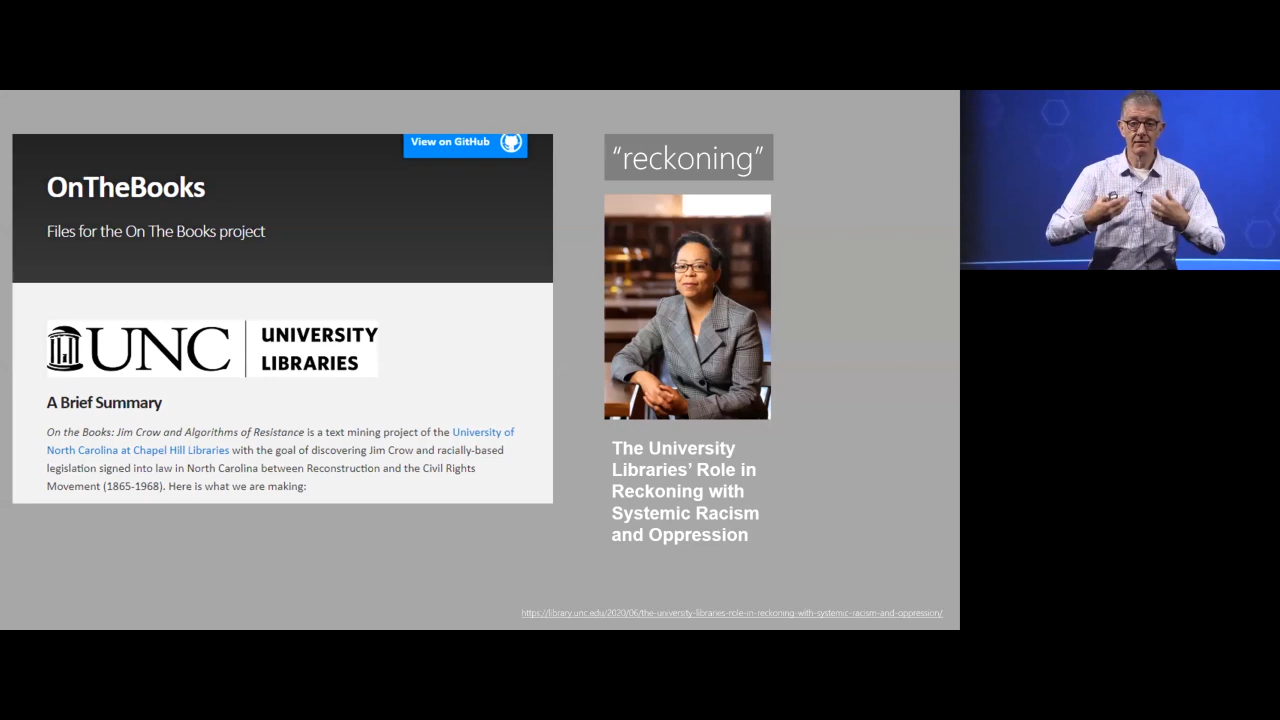 View on GitHub
OnTheBooks
Files for the On The Books project
UNC
UNIVERSITY
LIBRARIES
A Brief Summary
On the Books: Jim Crow and Algorithms of Resistance is a text mining project of the University of
North Carolina at Chapel Hill Libraries with the goal of discovering Jim Crow and racially-based
legislation signed into law in North Carolina between Reconstruction and the Civil Rights
Movement (1865-1968). Here is what we are making:
“reckoning”
The University
Libraries’ Role in
Reckoning with
Systemic Racism
and Oppression
https://library.unc.edu/2020/06/the-university-libraries-role-in-reckoning-with-systemic-racism-and-oppression/